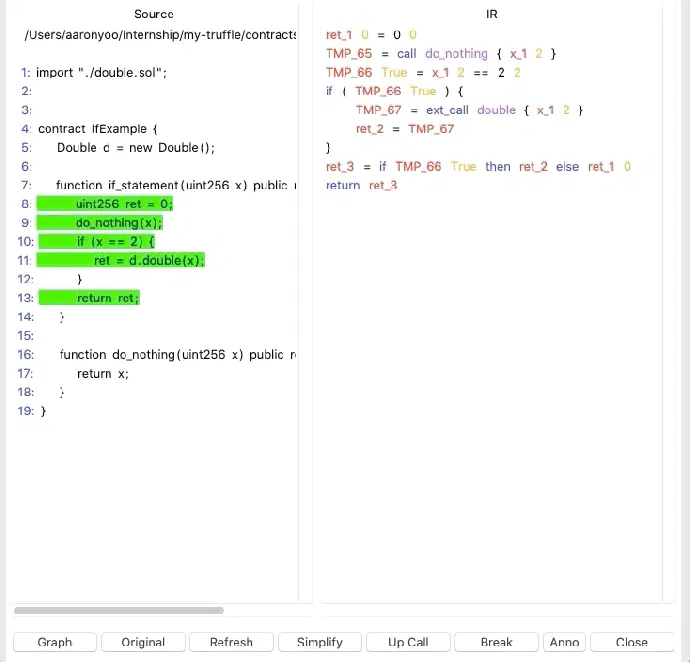 Source
/Users/aaronyoo/Internship/my-truffle/contracts
1: import "./double.sol";
2:
3:
4: contract IfExample {
5: Double d = new Double();
6:
7: function if_statement(uint256 x) public
8: uint256 ret = 0;
9: do_nothing(x);
10: if (x == 2) {
11: ret = d.double(x);
12: }
13: return ret;
14: }
15:
16: function do_nothing(uint256 x) public
17: return x;
18: }
19: }
IR
ret_1 0 = 0 0
TMP_65 = call do_nothing { x_1 2 }
TMP_66 True = x_1 2 == 2 2
if ( TMP_66 True ) {
TMP_67 = ext_call double { x_1 2 }
ret_2 = TMP_67
}
ret_3 = if TMP_66 True then ret_2 else ret_1 0
return ret_3
Graph
Original
Refresh
Simplify
Up Call
Break
Anno
Close